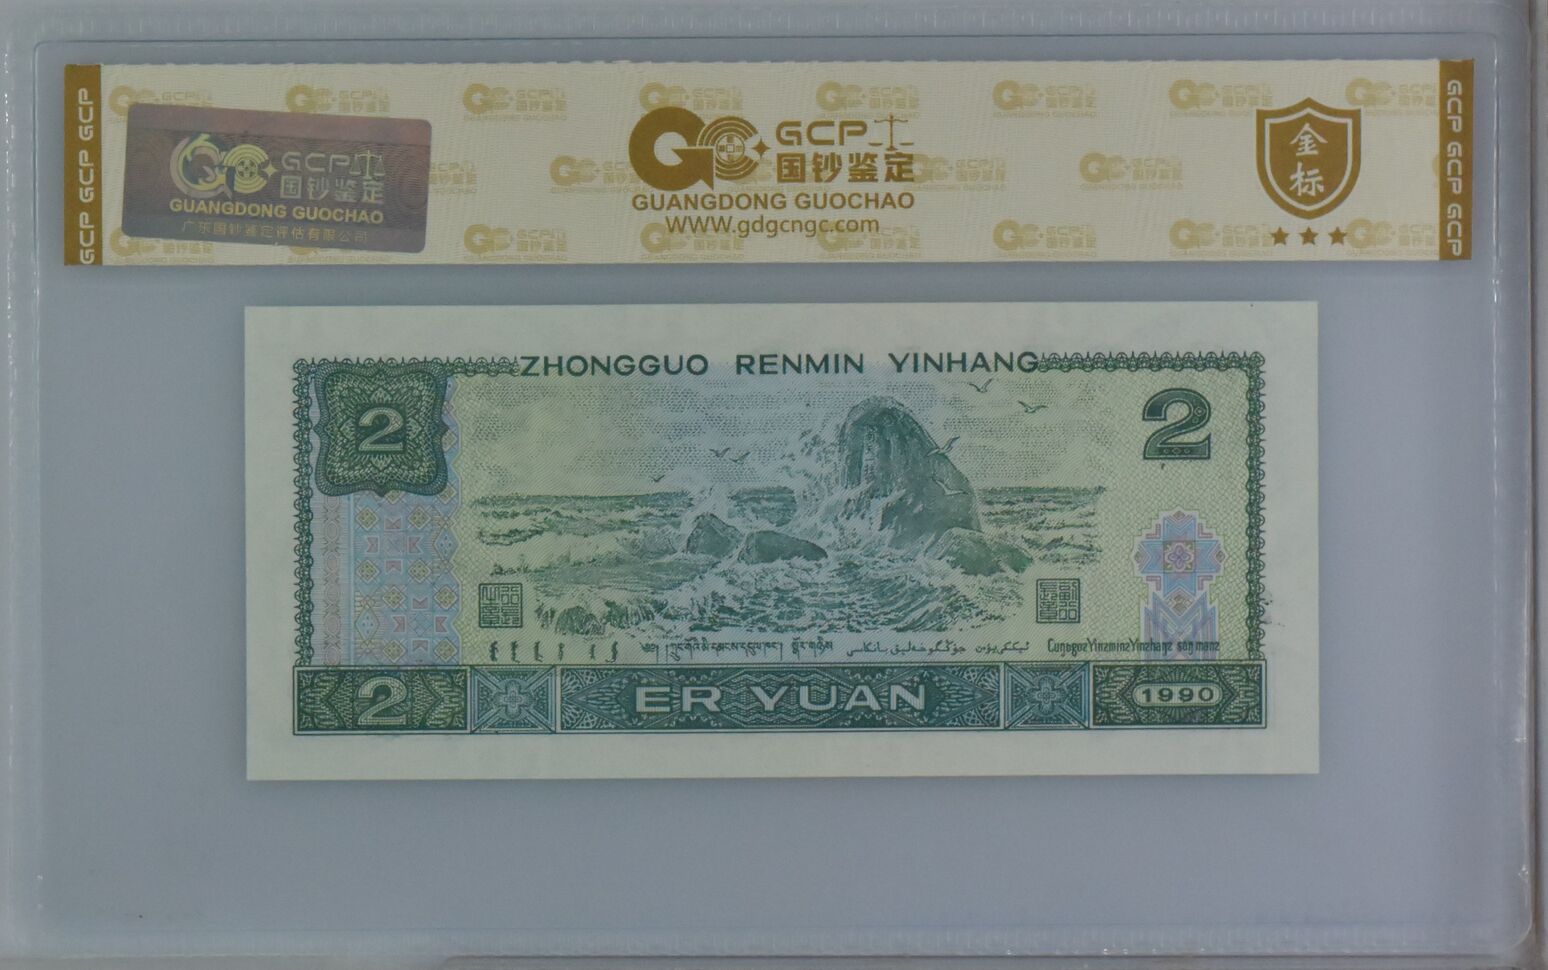 GCP GCP GCP
GCP
国钞鉴定
GUANGDONG GUOCHAO
广东国钞鉴定评估有限公司
GCP
国钞鉴定
GUANGDONG GUOCHAO
WWW.gdgcngc.com
金
标
GCP GCP GCP
ZHONGGUO RENMIN YINHANG
2
2
Cungŋgoz Yinzminz Yinzhangz song maenz
2
ER YUAN
1990